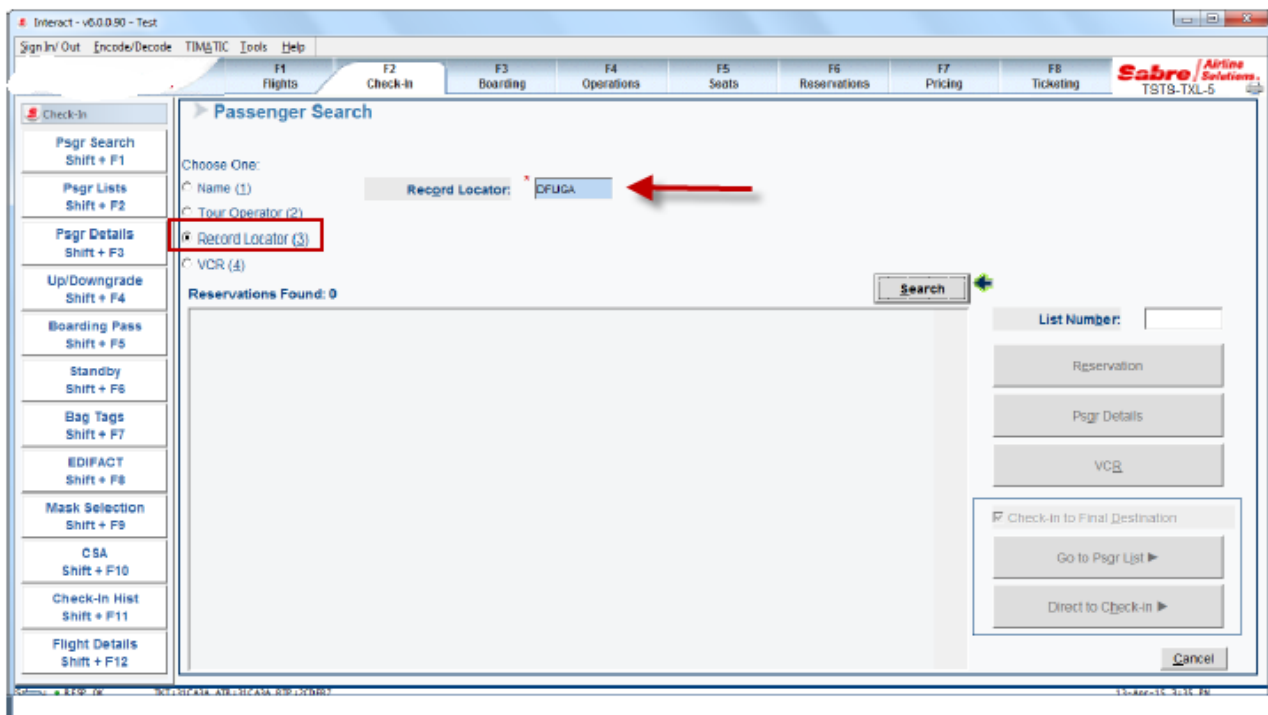 Interact - v6.0.0.90 - Test
Sign In/ Out Encode/Decode TIMATIC Tools Help
F1 F2 F3 F4 F5 F6 F7 F8
Flights Check-In Boarding Operations Seats Reservations Pricing Ticketing
Sabre Airline Solutions.
TSTS-TXL-5
Check-In
Psgr Search
Shift + F1
Psgr Lists
Shift + F2
Psgr Details
Shift + F3
Up/Downgrade
Shift + F4
Boarding Pass
Shift + F5
Standby
Shift + F6
Bag Tags
Shift + F7
EDIFACT
Shift + F8
Mask Selection
Shift + F9
CSA
Shift + F10
Check-In Hist
Shift + F11
Flight Details
Shift + F12
Passenger Search
Choose One:
Name (1)
Tour Operator (2)
Record Locator (3)
VCR (4)
Record Locator: * DFUGA
Search
Reservations Found: 0
List Number:
Reservation
Psgr Details
VCR
Check-in to Final Destination
Go to Psgr List
Direct to Check-in
Cancel
13-Apr-15 3:35 PM